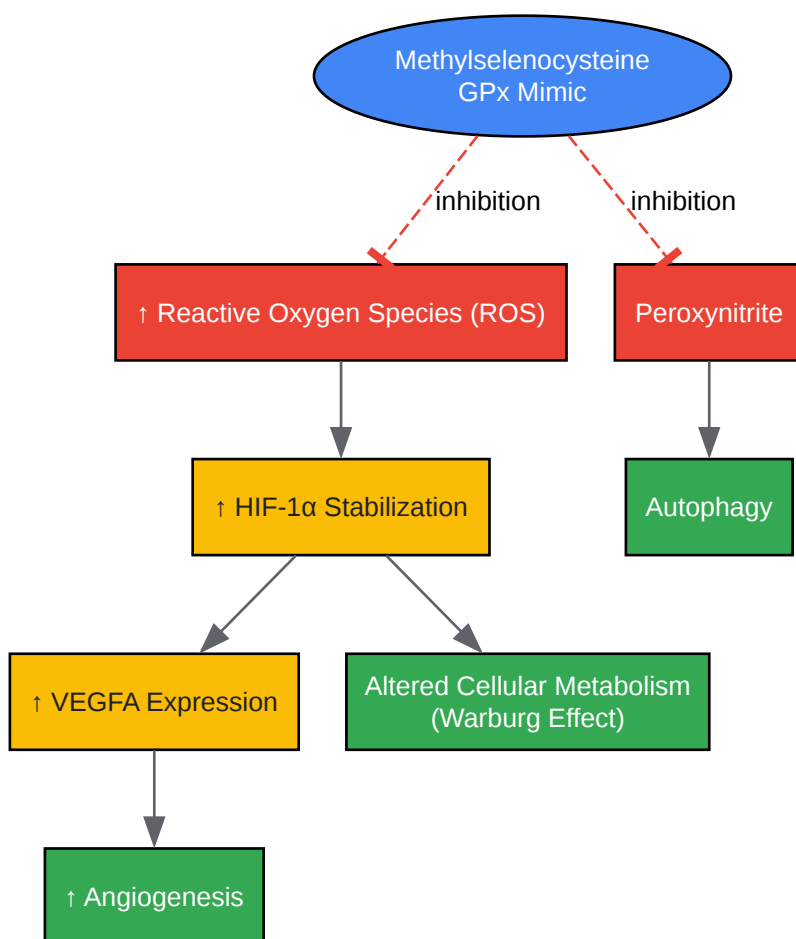 Methylselenocysteine
GPx Mimic
inhibition
inhibition
↑ Reactive Oxygen Species (ROS)
Peroxynitrite
↑ HIF-1α Stabilization
Autophagy
↑ VEGFA Expression
Altered Cellular Metabolism
(Warburg Effect)
↑ Angiogenesis